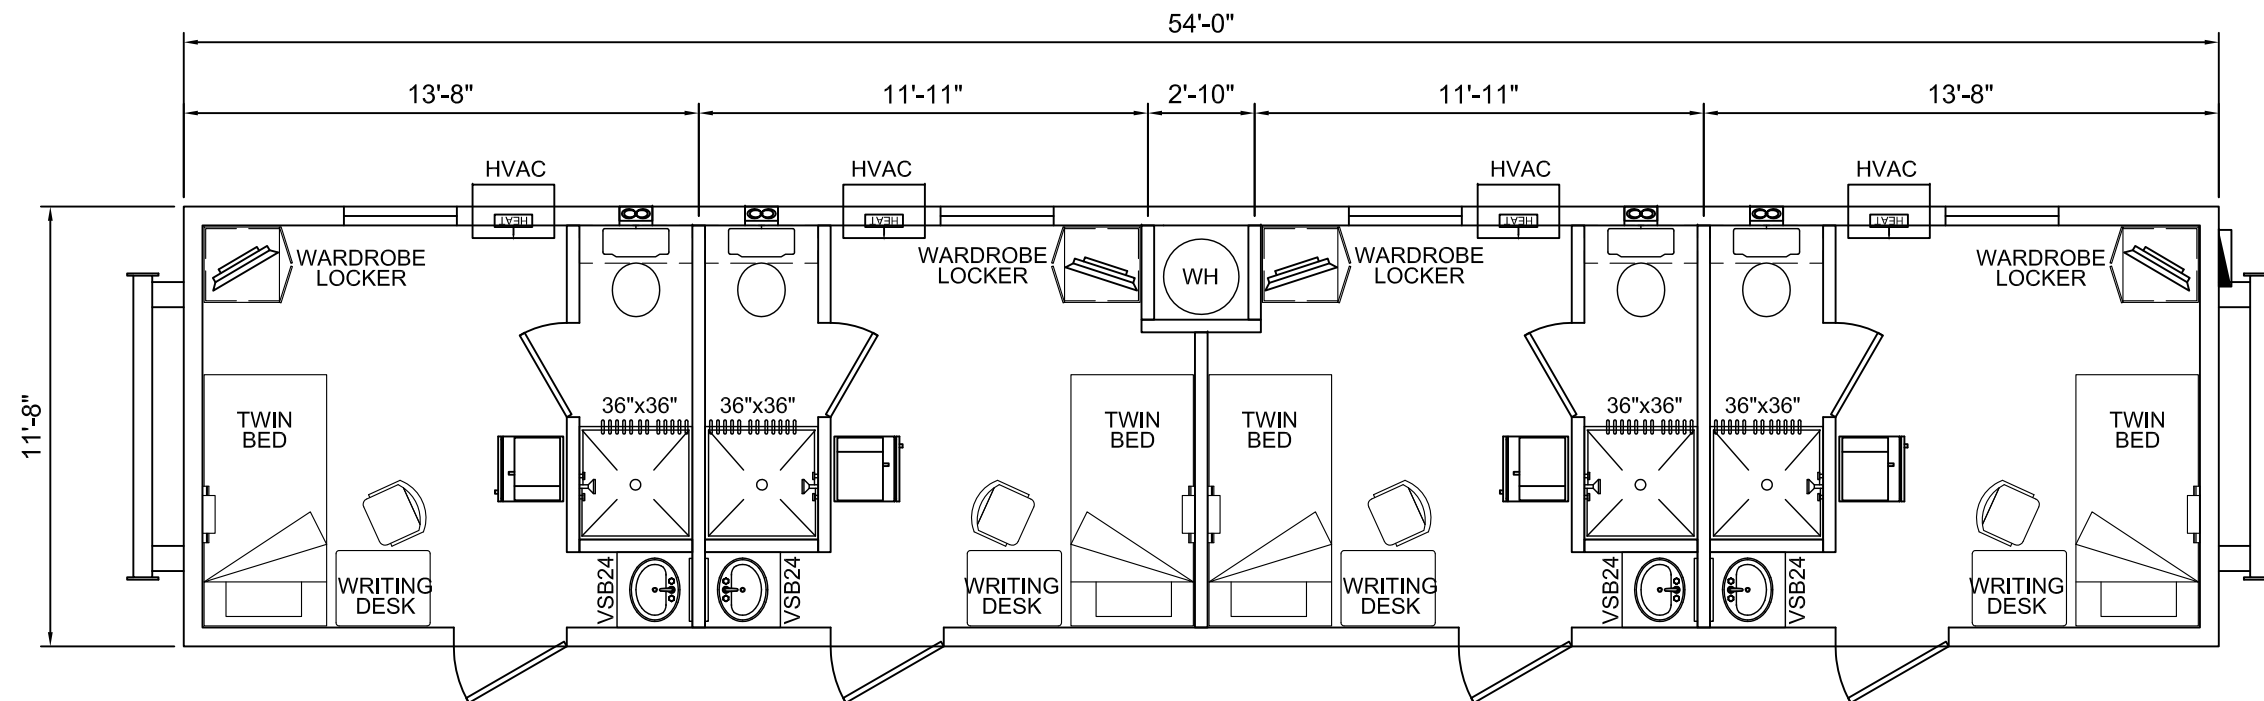 54'-0"
13'-8"
11'-11"
2'-10"
11'-11"
13'-8"
HVAC
HVAC
HVAC
HVAC
HEAT
HEAT
HEAT
HEAT
11'-8"
WARDROBE
LOCKER
WARDROBE
LOCKER
WH
WARDROBE
LOCKER
WARDROBE
LOCKER
TWIN
BED
36"x36"
36"x36"
TWIN
BED
TWIN
BED
36"x36"
36"x36"
TWIN
BED
WRITING
DESK
VSB24
VSB24
WRITING
DESK
WRITING
DESK
VSB24
VSB24
WRITING
DESK